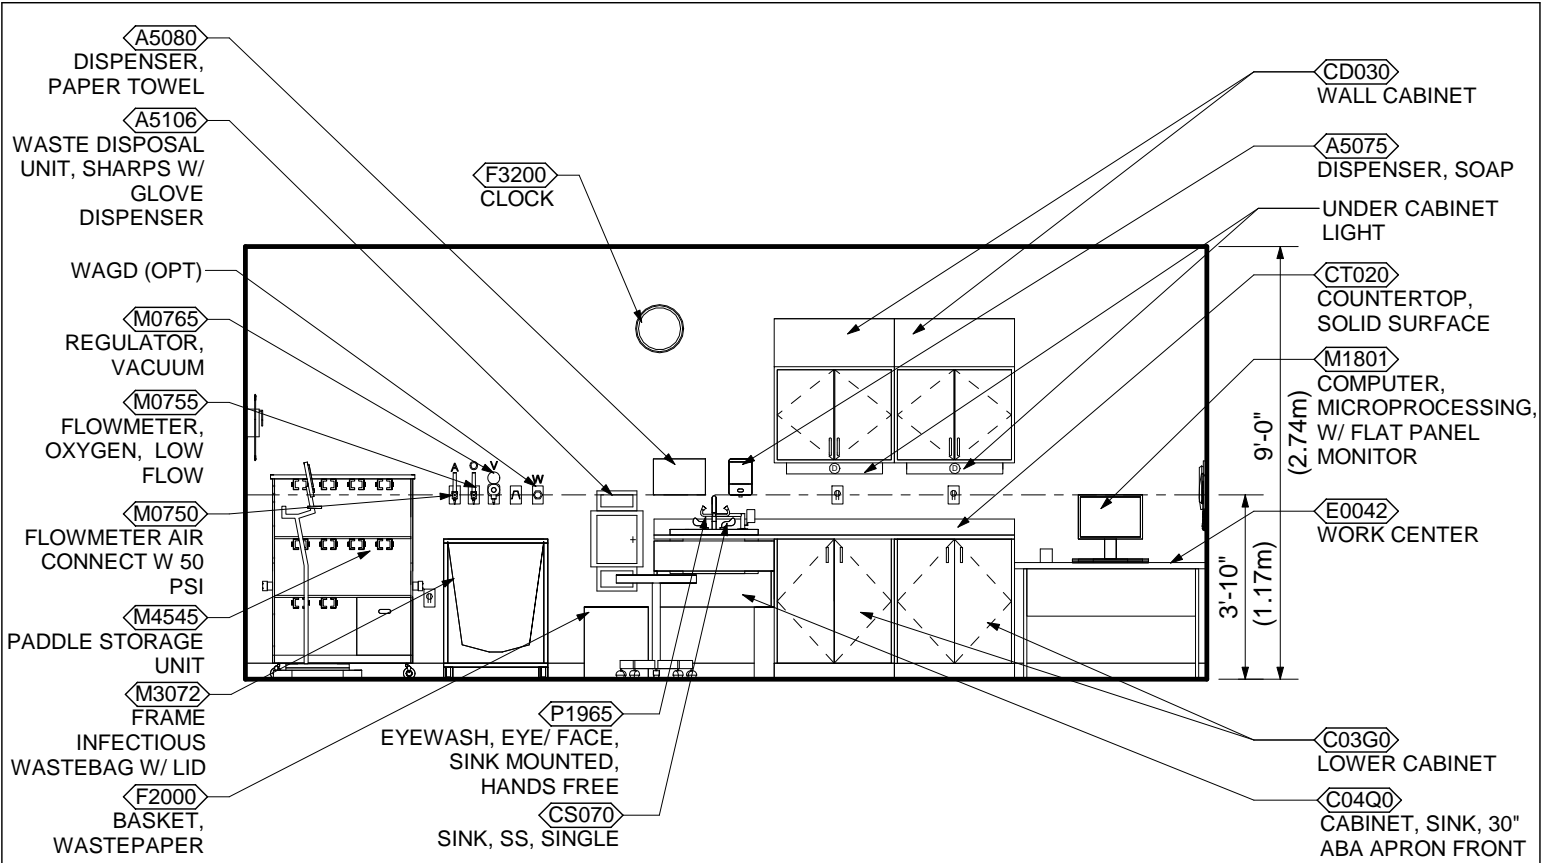 A5080
DISPENSER,
PAPER TOWEL
A5106
WASTE DISPOSAL
UNIT, SHARPS W/
GLOVE
DISPENSER
WAGD (OPT)
M0765
REGULATOR,
VACUUM
M0755
FLOWMETER,
OXYGEN, LOW
FLOW
M0750
FLOWMETER AIR
CONNECT W 50
PSI
M4545
PADDLE STORAGE
UNIT
M3072
FRAME
INFECTIOUS
WASTEBAG W/ LID
F2000
BASKET,
WASTEPAPER
F3200
CLOCK
A O V
W
D D
P1965
EYEWASH, EYE/ FACE,
SINK MOUNTED,
HANDS FREE
CS070
SINK, SS, SINGLE
CD030
WALL CABINET
A5075
DISPENSER, SOAP
UNDER CABINET
LIGHT
CT020
COUNTERTOP,
SOLID SURFACE
M1801
COMPUTER,
MICROPROCESSING,
W/ FLAT PANEL
MONITOR
9'-0"
(2.74m)
E0042
WORK CENTER
3'-10"
(1.17m)
C03G0
LOWER CABINET
C04Q0
CABINET, SINK, 30"
ABA APRON FRONT